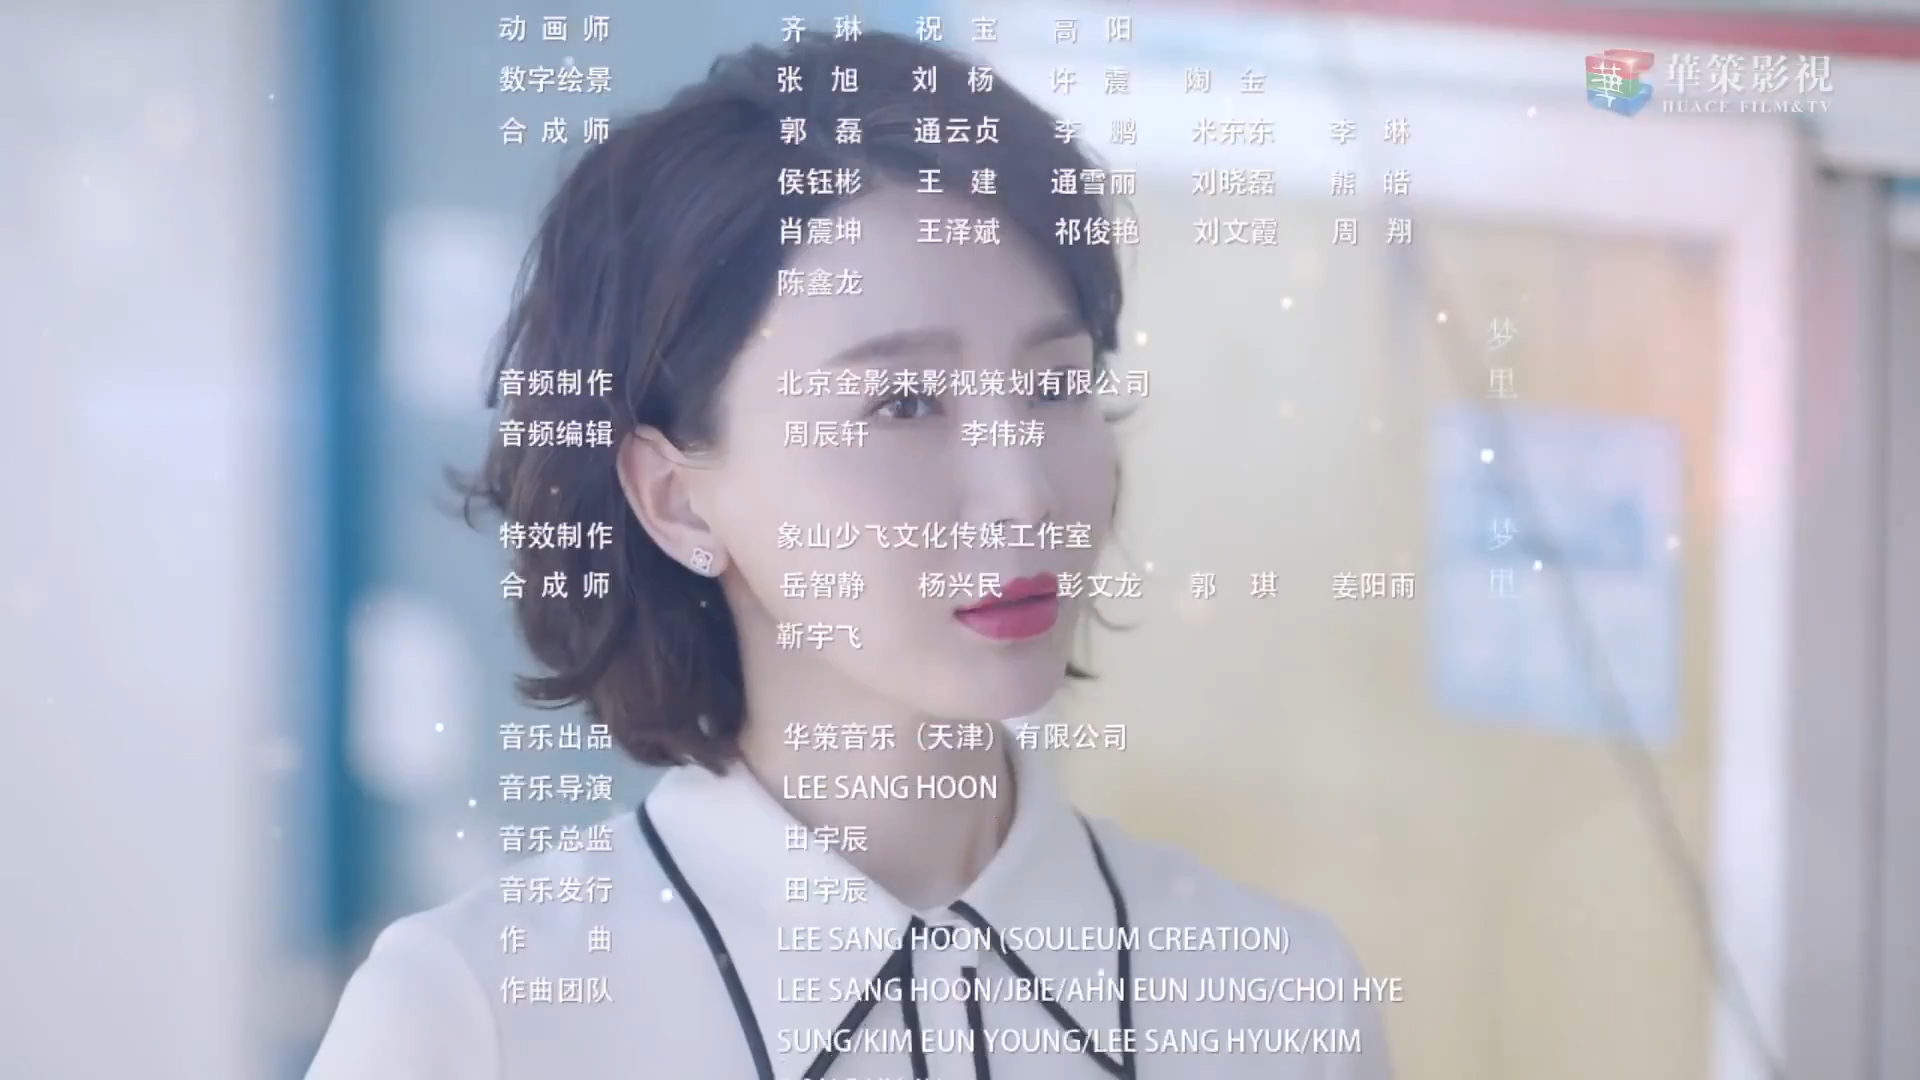 动画师 齐琳 祝宝 高阳
数字绘景 张旭 刘杨 许震 陶金
合成师 郭磊 通云贞 李鹏 米东东 李琳
侯钰彬 王建 通雪丽 刘晓磊 熊皓
肖震坤 王泽斌 祁俊艳 刘文霞 周翔
陈鑫龙
音频制作 北京金影来影视策划有限公司
音频编辑 周辰轩 李伟涛
特效制作 象山少飞文化传媒工作室
合成师 岳智静 杨兴民 彭文龙 郭琪 姜阳雨
靳宇飞
音乐出品 华策音乐（天津）有限公司
音乐导演 LEE SANG HOON
音乐总监 田宇辰
音乐发行 田宇辰
作曲 LEE SANG HOON (SOULEUM CREATION)
作曲团队 LEE SANG HOON/JBIE/AHN EUN JUNG/CHOI HYE
SUNG/KIM EUN YOUNG/LEE SANG HYUK/KIM
華策影視
HUACE FILM&TV
梦里 梦里